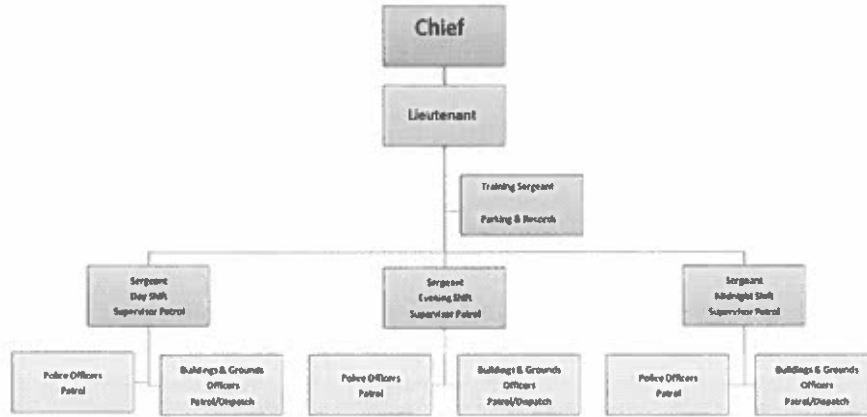 Chief
Lieutenant
Training Sergeant
Parking & Records
Sergeant
Day Shift
Supervisor Patrol
Sergeant
Evening Shift
Supervisor Patrol
Sergeant
Midnight Shift
Supervisor Patrol
Police Officers
Patrol
Buildings & Grounds
Officers
Patrol/Dispatch
Police Officers
Patrol
Buildings & Grounds
Officers
Patrol/Dispatch
Police Officers
Patrol
Buildings & Grounds
Officers
Patrol/Dispatch